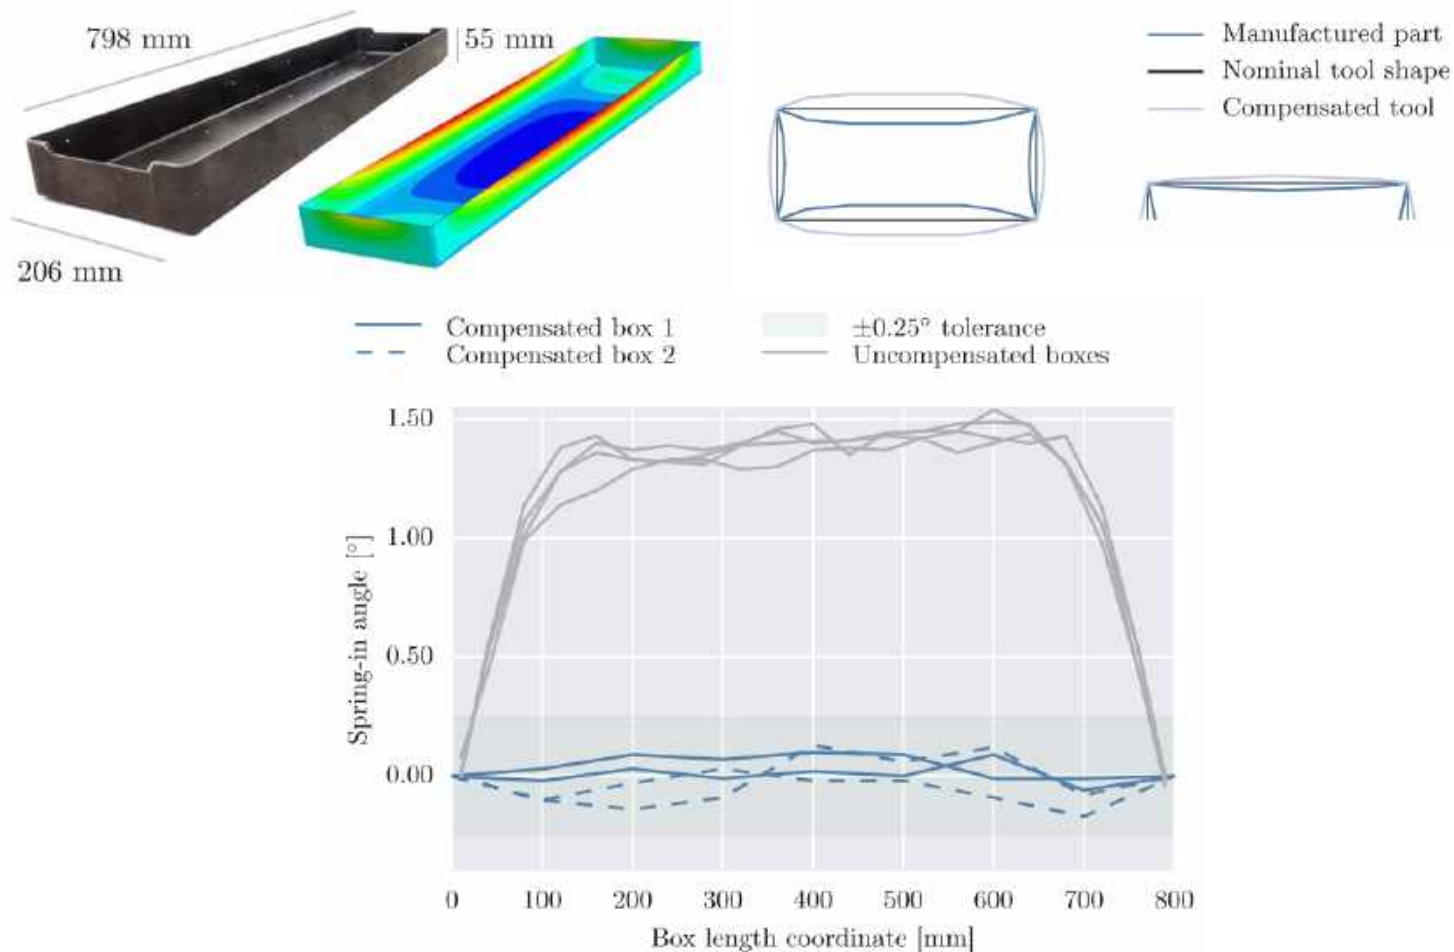 798 mm
55 mm
206 mm
Manufactured part
Nominal tool shape
Compensated tool
Compensated box 1
Compensated box 2
±0.25° tolerance
Uncompensated boxes
1.50
1.00
0.50
0.00
Spring-in angle [°]
0 100 200 300 400 500 600 700 800
Box length coordinate [mm]